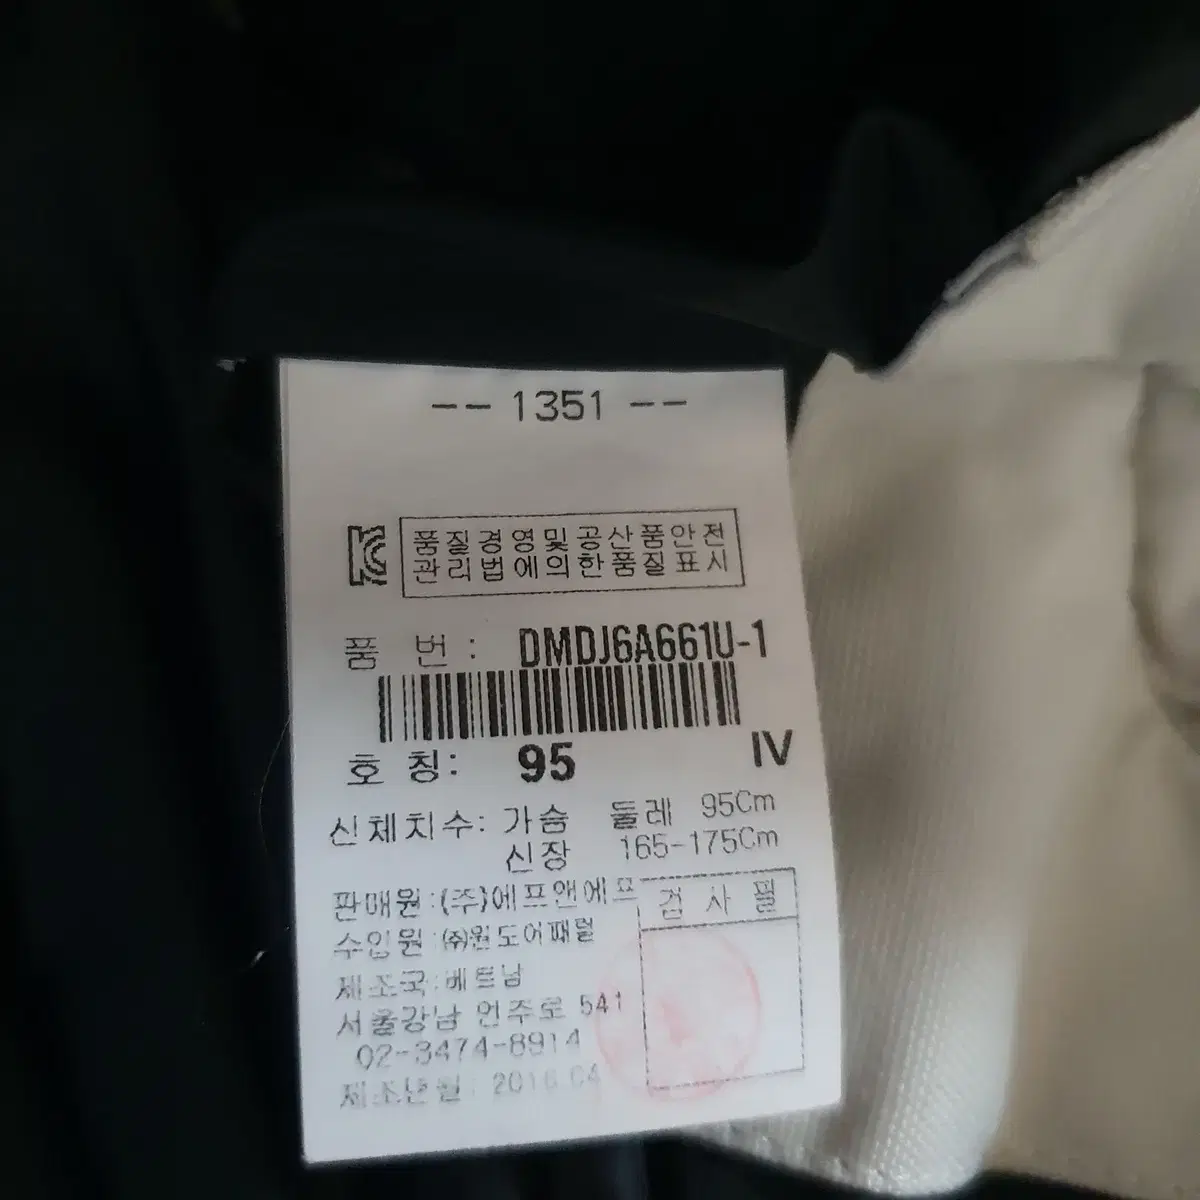 -- 1351 --
품질경영및공산품안전
관리법에의한품질표시
품 번 : DMDJ6A661U-1
호 칭: 95 IV
신체치수: 가슴 둘레 95Cm
신장 165-175Cm
판매원:(주)에프앤에프
검 사 필
수입원:㈜원도어패럴
제조국:베트남
서울강남 언주로 541
02-3474-8914
제조년월: 2016.04